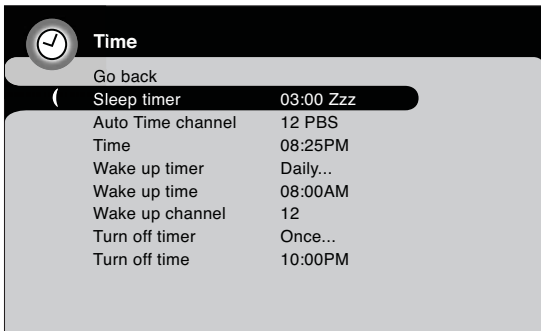 Time
Go back
Sleep timer 03:00 Zzz
Auto Time channel 12 PBS
Time 08:25PM
Wake up timer Daily...
Wake up time 08:00AM
Wake up channel 12
Turn off timer Once...
Turn off time 10:00PM